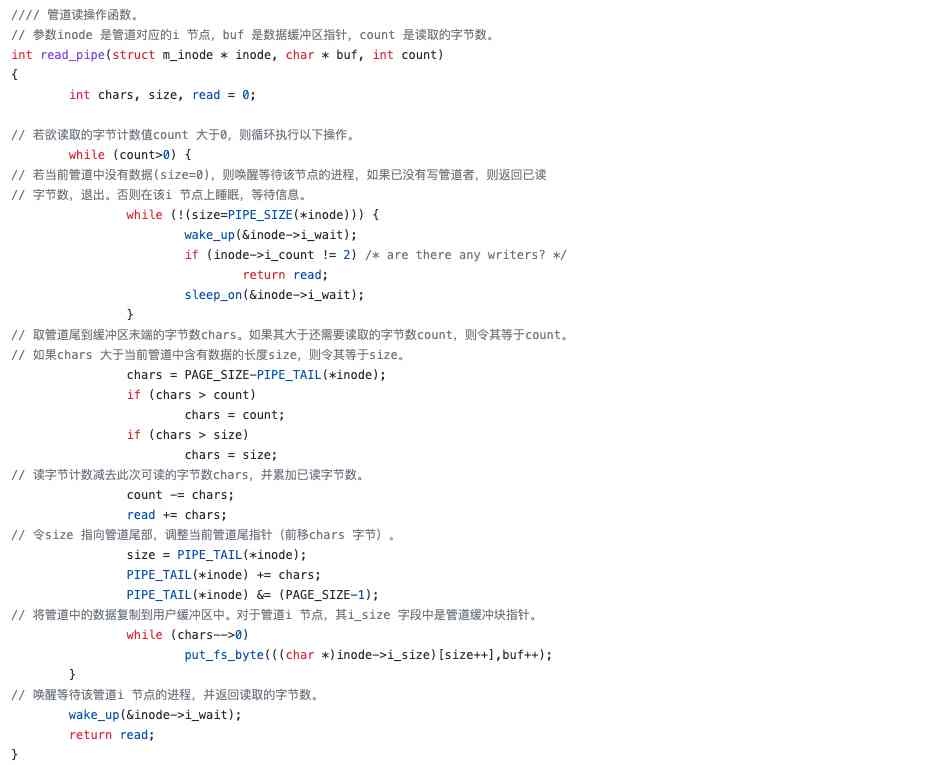 //// 管道读操作函数。
// 参数inode 是管道对应的i 节点，buf 是数据缓冲区指针，count 是读取的字节数。
int read_pipe(struct m_inode * inode, char * buf, int count)
{
        int chars, size, read = 0;

// 若欲读取的字节计数值count 大于0，则循环执行以下操作。
        while (count>0) {
// 若当前管道中没有数据(size=0)，则唤醒等待该节点的进程，如果已没有写管道者，则返回已读
// 字节数，退出。否则在该i 节点上睡眠，等待信息。
                while (!(size=PIPE_SIZE(*inode))) {
                        wake_up(&inode->i_wait);
                        if (inode->i_count != 2) /* are there any writers? */
                                return read;
                        sleep_on(&inode->i_wait);
                }
// 取管道尾到缓冲区末端的字节数chars。如果其大于还需要读取的字节数count，则令其等于count。
// 如果chars 大于当前管道中含有数据的长度size，则令其等于size。
                chars = PAGE_SIZE-PIPE_TAIL(*inode);
                if (chars > count)
                        chars = count;
                if (chars > size)
                        chars = size;
// 读字节计数减去此次可读的字节数chars，并累加已读字节数。
                count -= chars;
                read += chars;
// 令size 指向管道尾部，调整当前管道尾指针（前移chars 字节）。
                size = PIPE_TAIL(*inode);
                PIPE_TAIL(*inode) += chars;
                PIPE_TAIL(*inode) &= (PAGE_SIZE-1);
// 将管道中的数据复制到用户缓冲区中。对于管道i 节点，其i_size 字段中是管道缓冲块指针。
                while (chars-->0)
                        put_fs_byte(((char *)inode->i_size)[size++],buf++);
        }
// 唤醒等待该管道i 节点的进程，并返回读取的字节数。
        wake_up(&inode->i_wait);
        return read;
}